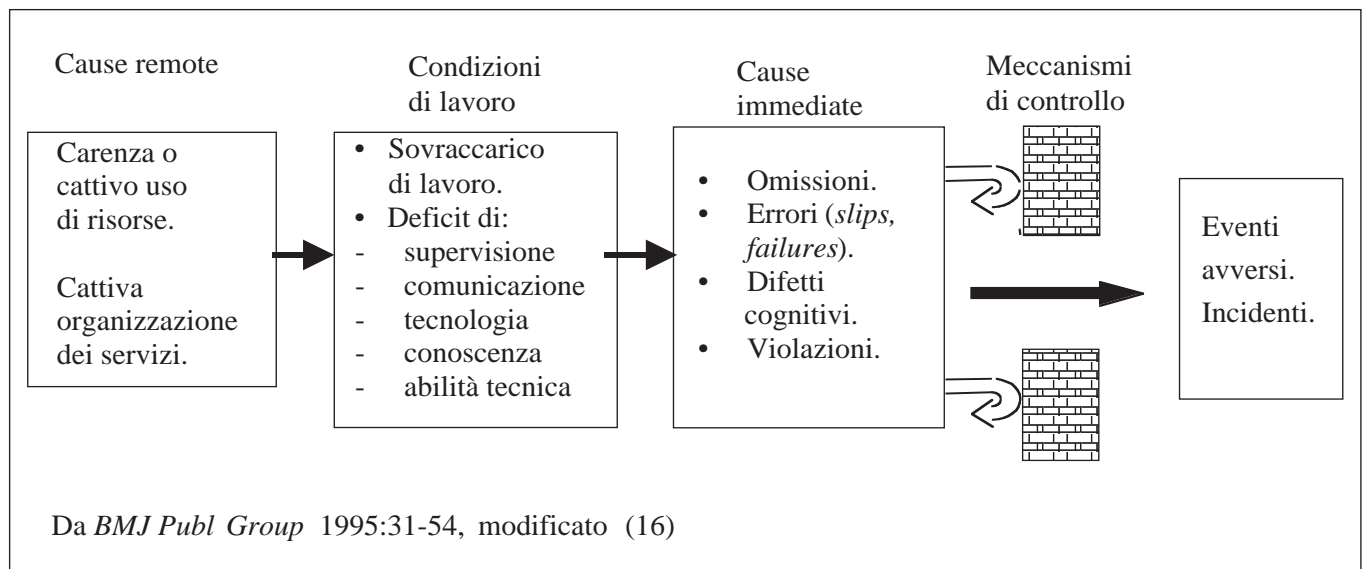 Cause remote
Carenza o
cattivo uso
di risorse.
Cattiva
organizzazione
dei servizi.
Condizioni
di lavoro
• Sovraccarico
di lavoro.
• Deficit di:
- supervisione
- comunicazione
- tecnologia
- conoscenza
- abilità tecnica
Cause
immediate
• Omissioni.
• Errori (slips,
failures).
• Difetti
cognitivi.
• Violazioni.
Meccanismi
di controllo
Eventi
avversi.
Incidenti.
Da BMJ Publ Group 1995:31-54, modificato (16)